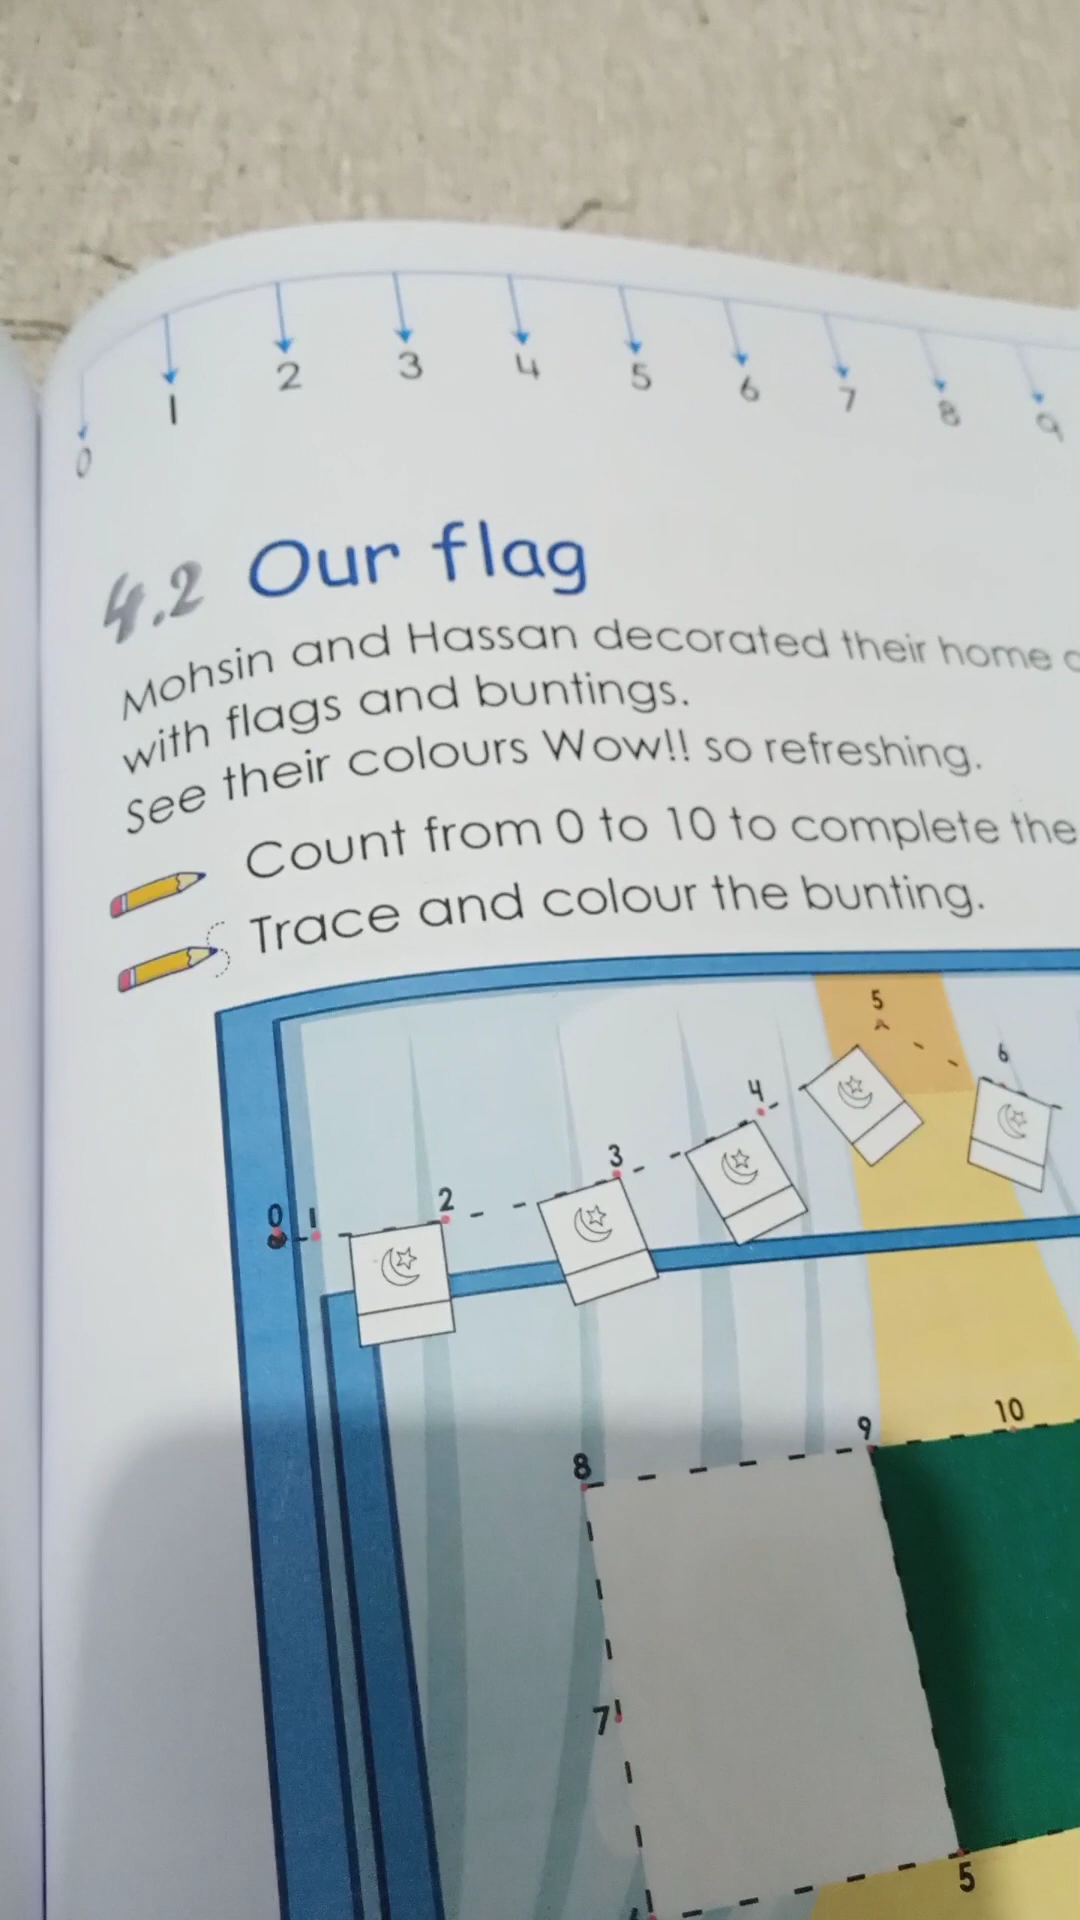 0 1 2 3 4 5 6 7 8 9
4.2 Our flag
Mohsin and Hassan decorated their home
with flags and buntings.
See their colours Wow!! so refreshing.
Count from 0 to 10 to complete the
Trace and colour the bunting.
0 1 2 3 4 5 6
8 9 10
7
5